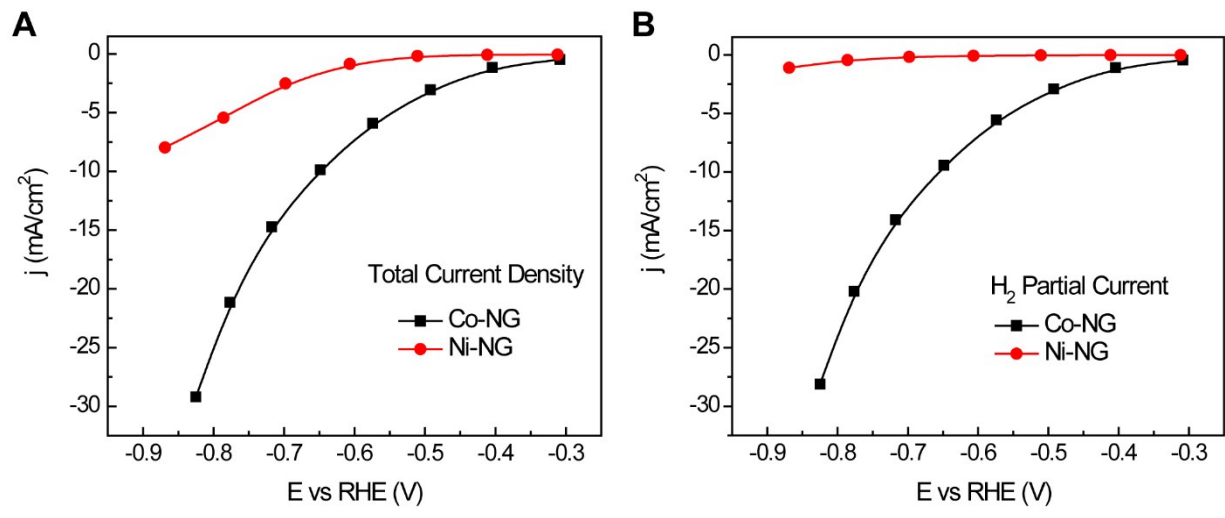 A
0
-5
-10
-15
-20
-25
-30
j (mA/cm²)
Total Current Density
Co-NG
Ni-NG
-0.9 -0.8 -0.7 -0.6 -0.5 -0.4 -0.3
E vs RHE (V)
B
0
-5
-10
-15
-20
-25
-30
j (mA/cm²)
H₂ Partial Current
Co-NG
Ni-NG
-0.9 -0.8 -0.7 -0.6 -0.5 -0.4 -0.3
E vs RHE (V)